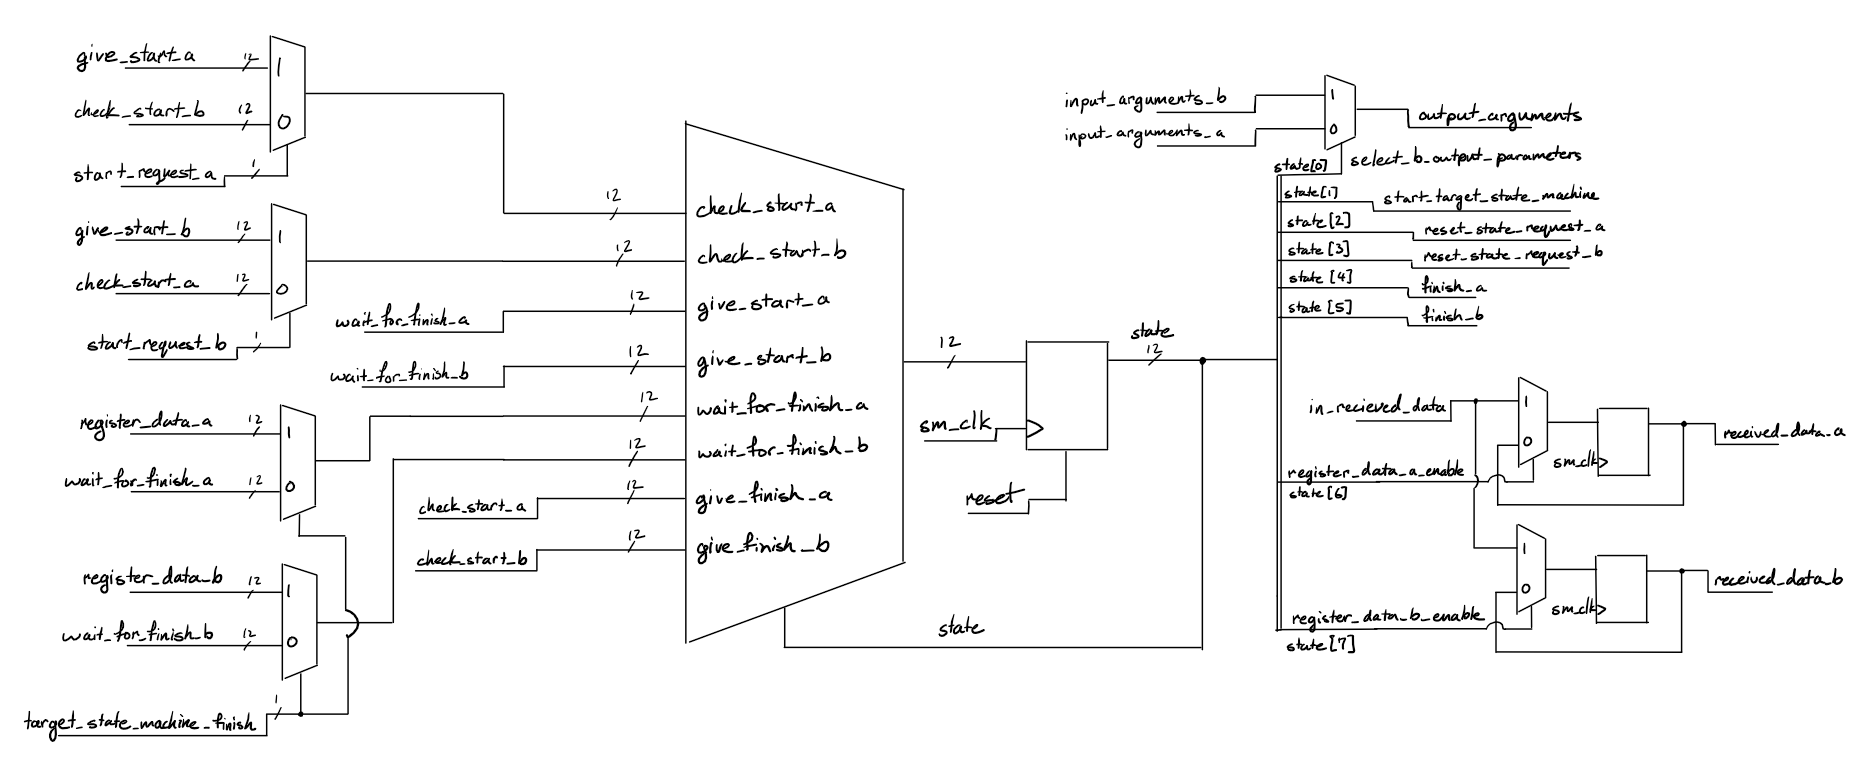 give_start_a
12
1
check_start_b
12
0
start_request_a
1
give_start_b
12
1
check_start_a
12
0
start_request_b
1
register_data_a
12
1
wait_for_finish_a
12
0
register_data_b
12
1
wait_for_finish_b
12
0
target_state_machine_finish
1
12
check_start_a
12
check_start_b
wait_for_finish_a
12
give_start_a
wait_for_finish_b
12
give_start_b
12
wait_for_finish_a
12
wait_for_finish_b
check_start_a
12
give_finish_a
check_start_b
12
give_finish_b
state
12
sm_clk
reset
state
12
input_arguments_b
1
input_arguments_a
0
output_arguments
state[0]
select_b_output_parameters
state[1]
start_target_state_machine
state[2]
reset_state_request_a
state[3]
reset_state_request_b
state[4]
finish_a
state[5]
finish_b
in_recieved_data
1
0
sm_clk
received_data_a
register_data_a_enable
state[6]
1
0
sm_clk
received_data_b
register_data_b_enable
state[7]